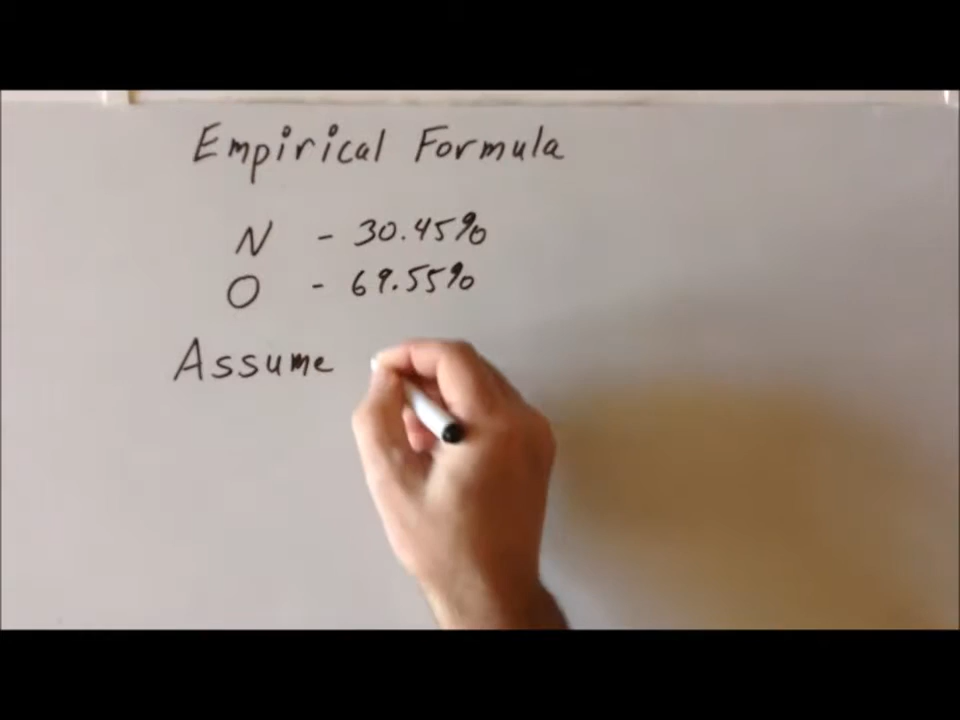 Empirical Formula
N - 30.45%
O - 69.55%
Assume